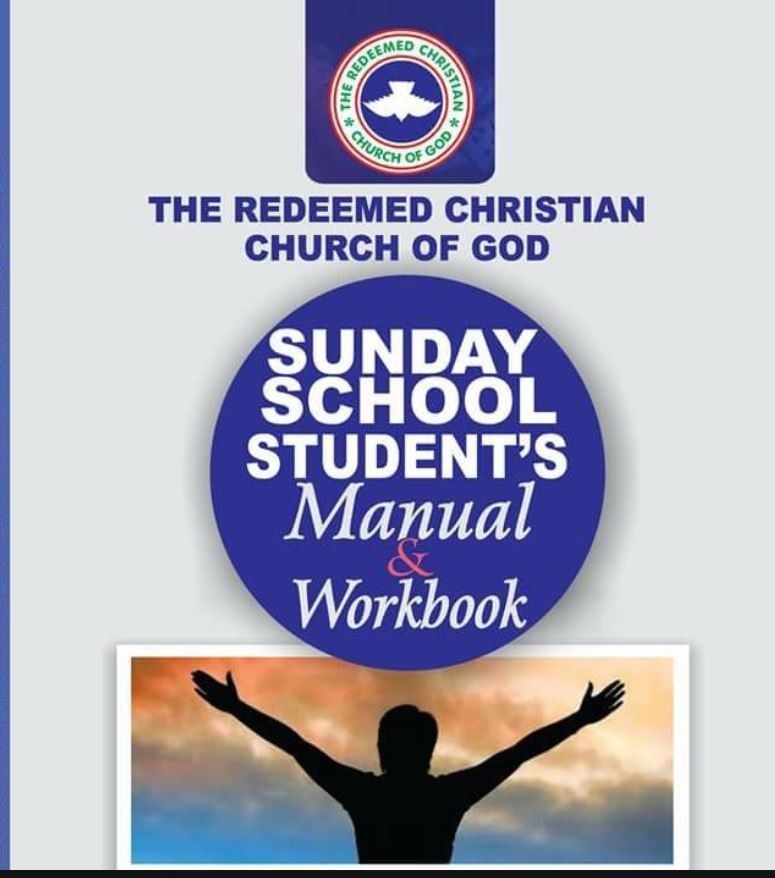 THE REDEEMED CHRISTIAN
* CHURCH OF GOD *
THE REDEEMED CHRISTIAN
CHURCH OF GOD
SUNDAY
SCHOOL
STUDENT'S
Manual
&
Workbook